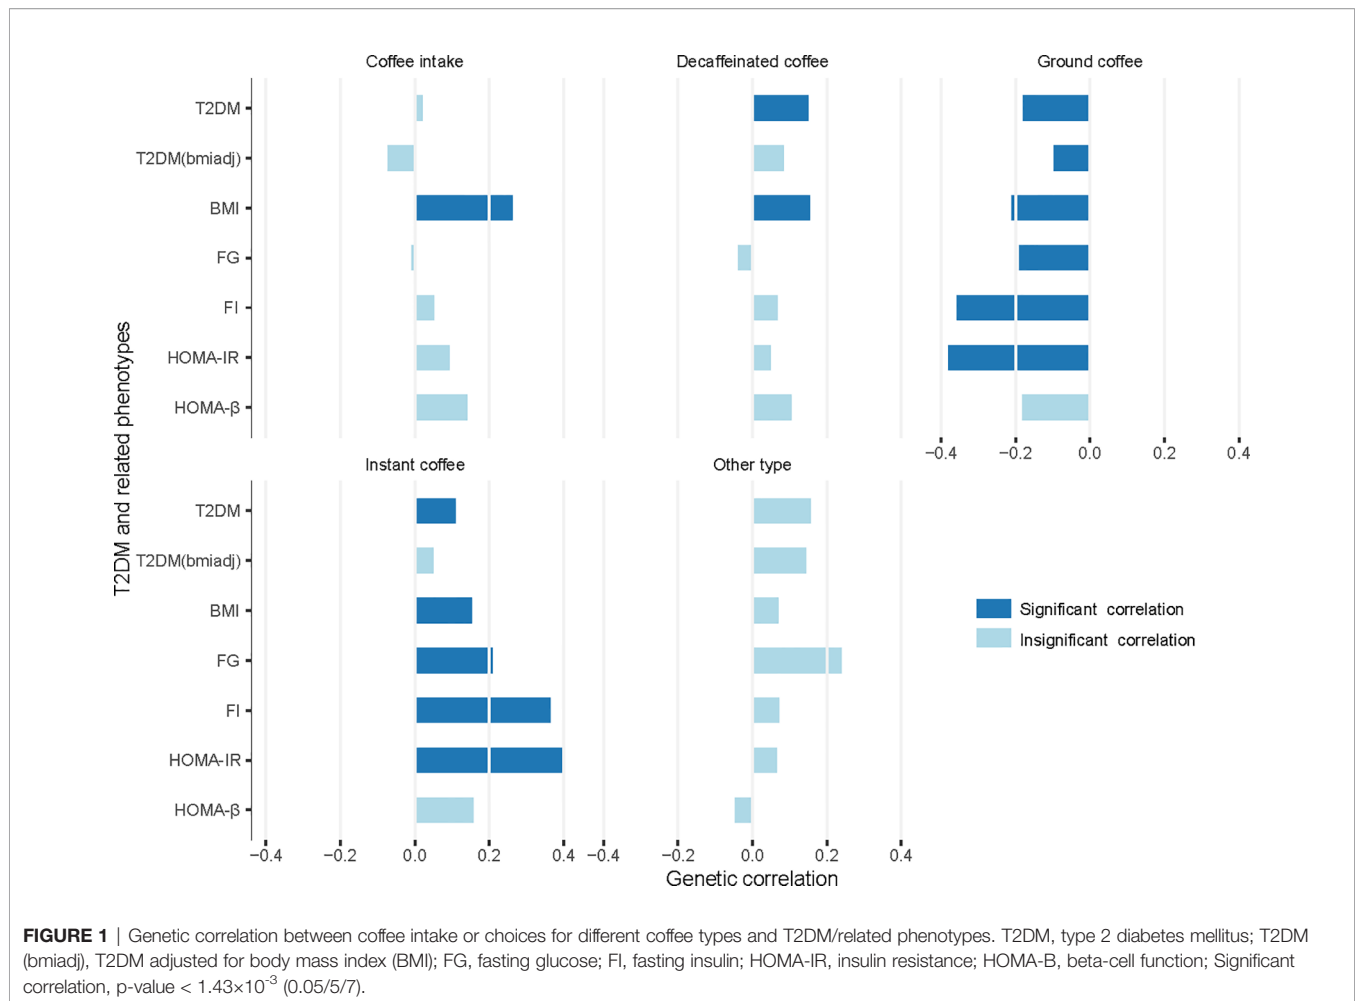 Coffee intake
Decaffeinated coffee
Ground coffee
T2DM and related phenotypes
T2DM
T2DM(bmiadj)
BMI
FG
FI
HOMA-IR
HOMA-β
−0.4 −0.2 0.0 0.2 0.4
Instant coffee
Other type
T2DM
T2DM(bmiadj)
BMI
FG
FI
HOMA-IR
HOMA-β
−0.4 −0.2 0.0 0.2 0.4 −0.4 −0.2 0.0 0.2 0.4
Genetic correlation
Significant correlation
Insignificant correlation
FIGURE 1 | Genetic correlation between coffee intake or choices for different coffee types and T2DM/related phenotypes. T2DM, type 2 diabetes mellitus; T2DM
(bmiadj), T2DM adjusted for body mass index (BMI); FG, fasting glucose; FI, fasting insulin; HOMA-IR, insulin resistance; HOMA-B, beta-cell function; Significant
correlation, p-value < 1.43×10⁻³ (0.05/5/7).